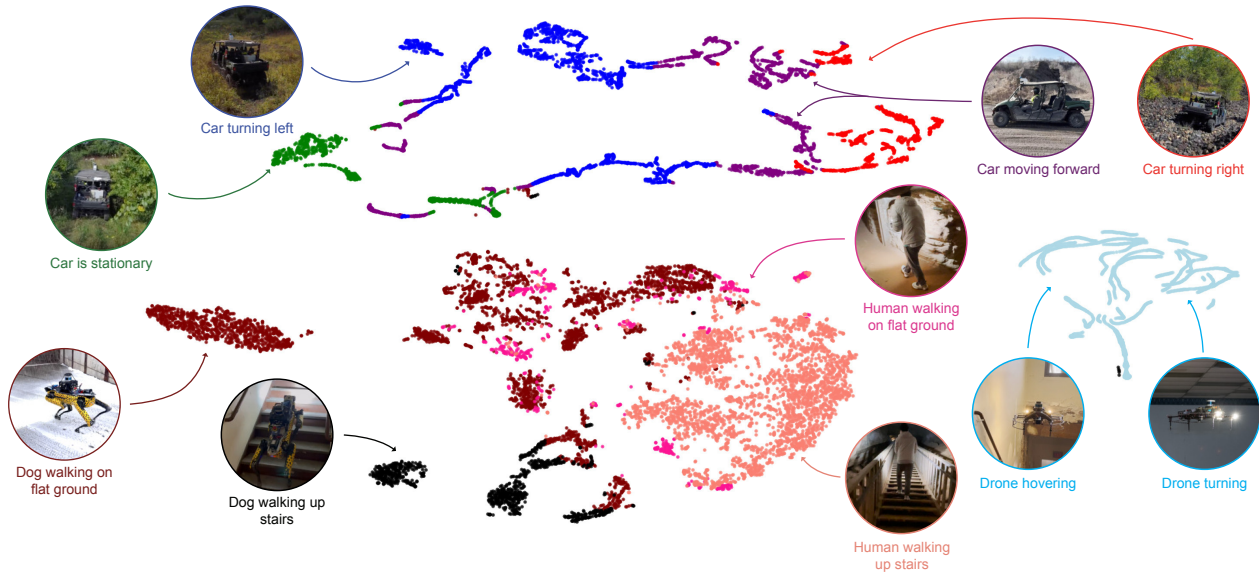 Car turning left
Car is stationary
Car moving forward
Car turning right
Human walking
on flat ground
Dog walking on
flat ground
Dog walking up
stairs
Human walking
up stairs
Drone hovering
Drone turning